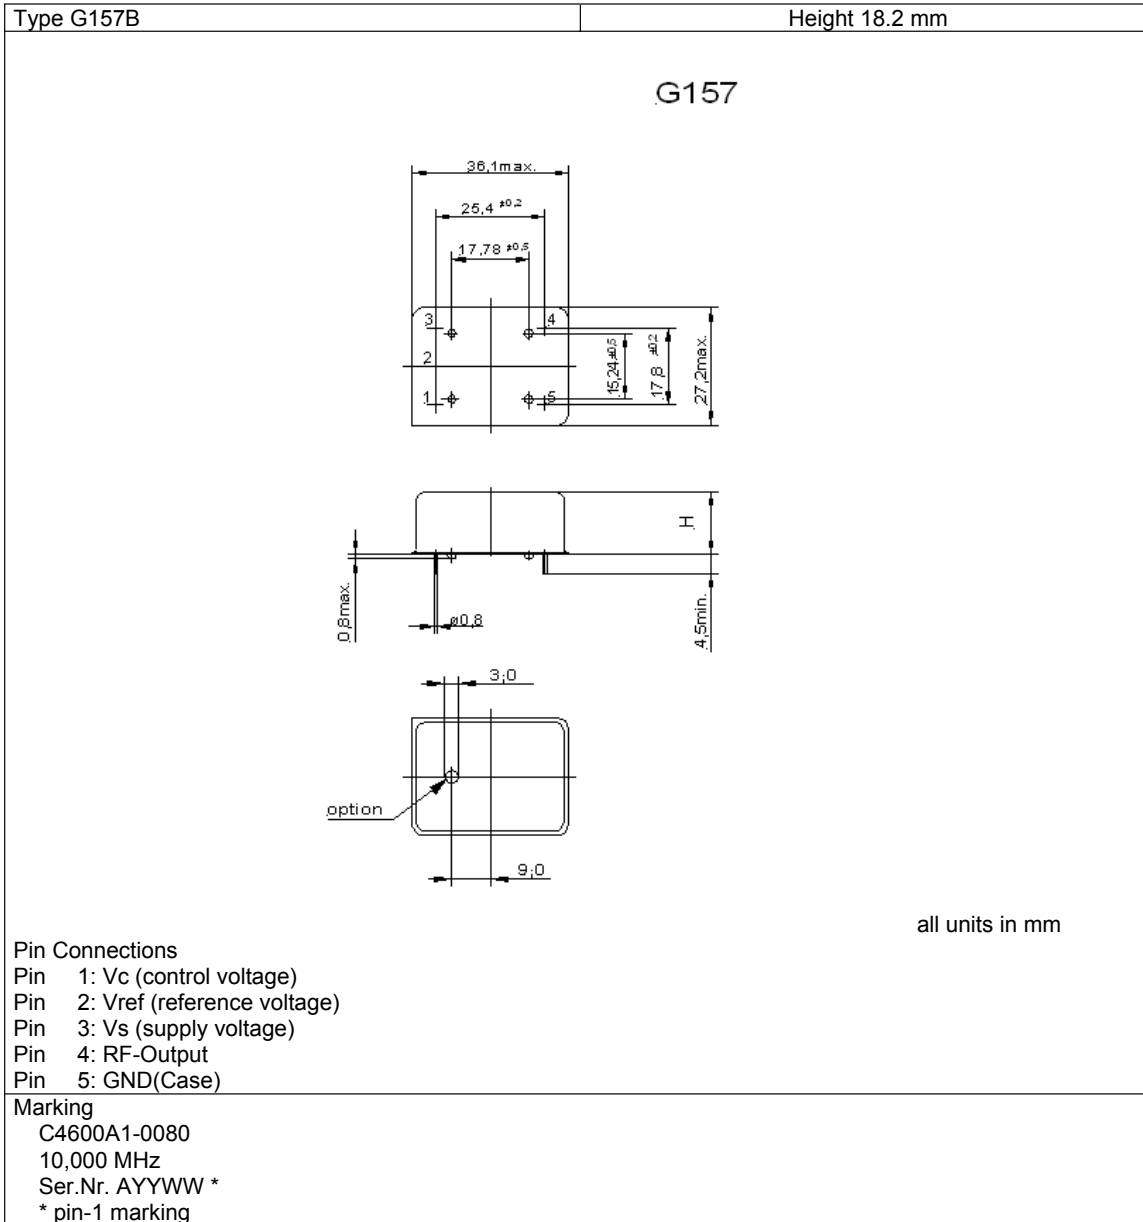 Type G157B Height 18.2 mm
G157
36,1max.
25,4 ±0,2
17,78 ±0,5
3 4
2
1 5
15,24 ±0,5
17,8 ±0,2
27,2max.
H
0,8max.
ø0,8
4,5min.
3,0
option
9,0
all units in mm
Pin Connections
Pin 1: Vc (control voltage)
Pin 2: Vref (reference voltage)
Pin 3: Vs (supply voltage)
Pin 4: RF-Output
Pin 5: GND(Case)
Marking
C4600A1-0080
10,000 MHz
Ser.Nr. AYYWW *
* pin-1 marking